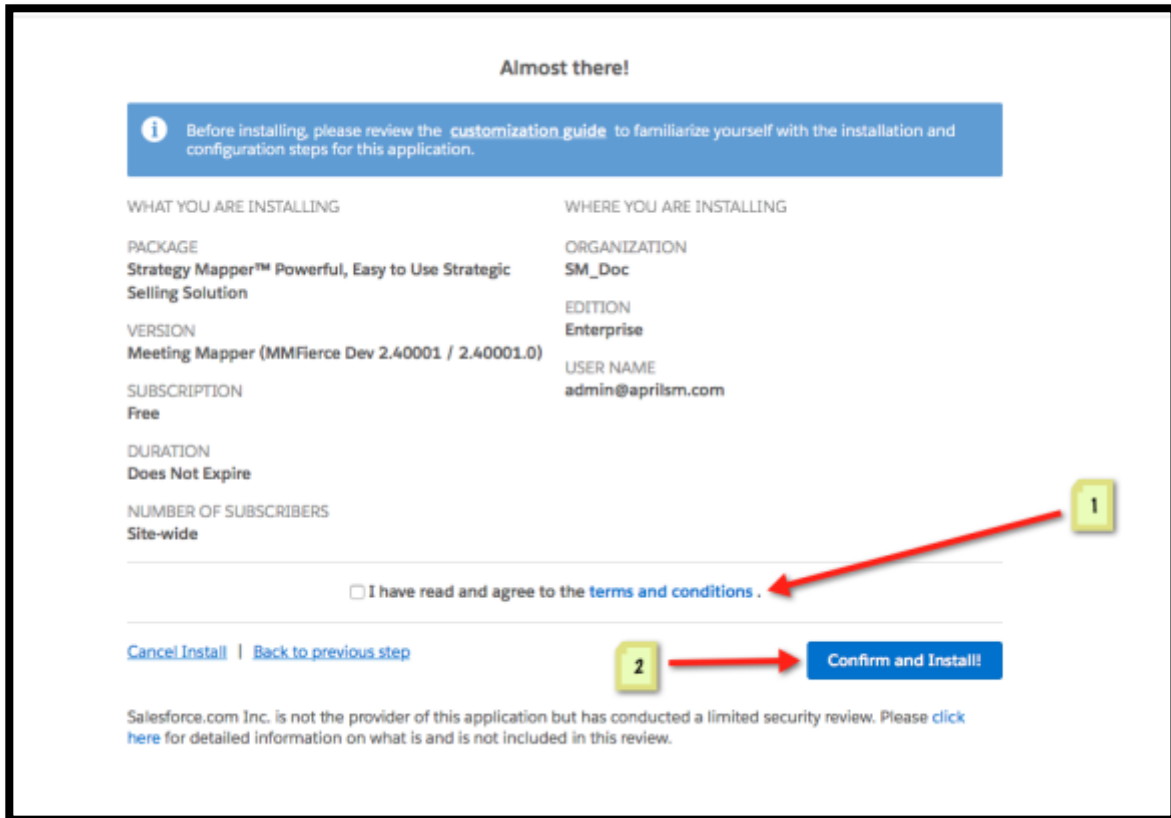 Almost there!
Before installing, please review the customization guide to familiarize yourself with the installation and
configuration steps for this application.
WHAT YOU ARE INSTALLING
PACKAGE
Strategy Mapper™ Powerful, Easy to Use Strategic
Selling Solution
VERSION
Meeting Mapper (MMFierce Dev 2.40001 / 2.40001.0)
SUBSCRIPTION
Free
DURATION
Does Not Expire
NUMBER OF SUBSCRIBERS
Site-wide
WHERE YOU ARE INSTALLING
ORGANIZATION
SM_Doc
EDITION
Enterprise
USER NAME
admin@aprilsm.com
1
I have read and agree to the terms and conditions .
Cancel Install | Back to previous step
2
Confirm and Install!
Salesforce.com Inc. is not the provider of this application but has conducted a limited security review. Please click
here for detailed information on what is and is not included in this review.